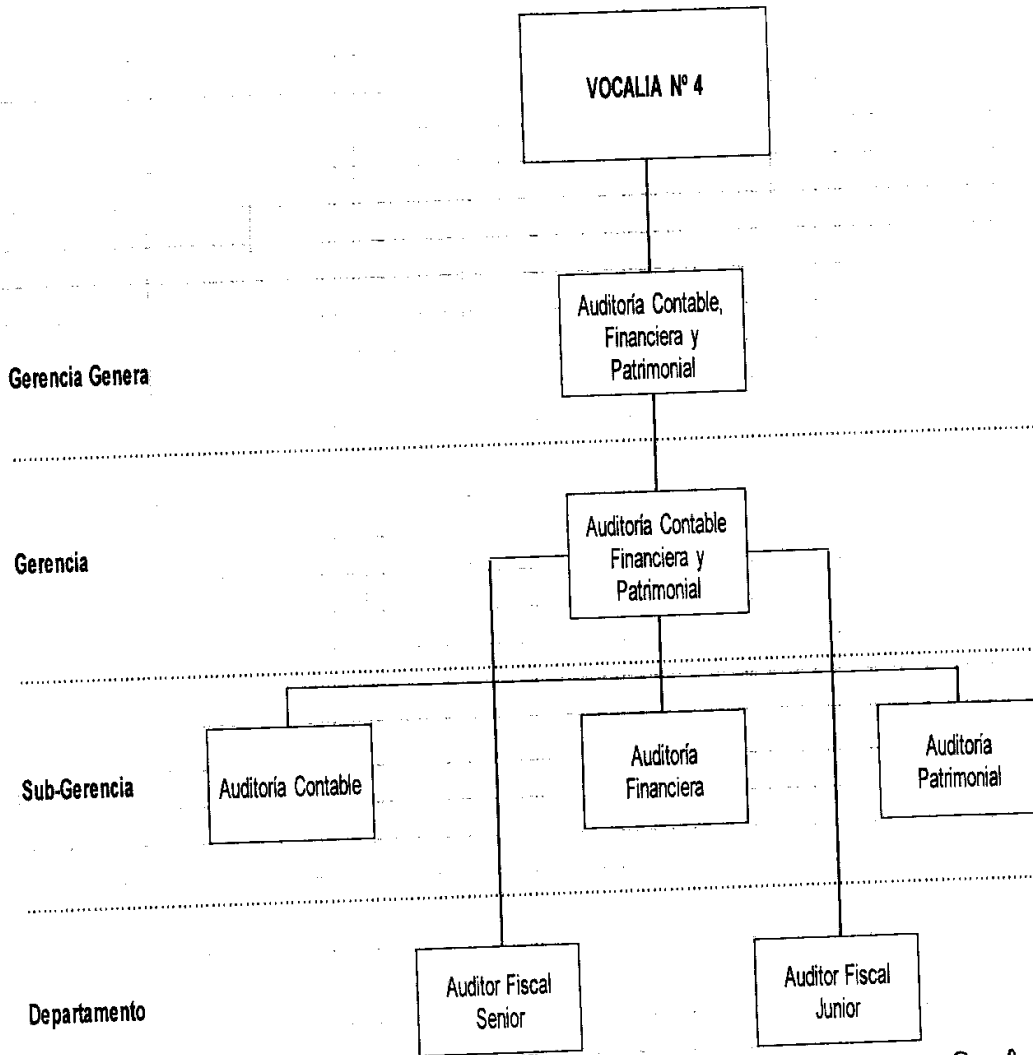 VOCALIA Nº 4
Auditoría Contable,
Financiera y
Patrimonial
Gerencia Genera
Auditoría Contable
Financiera y
Patrimonial
Gerencia
Sub-Gerencia
Auditoría Contable
Auditoría
Financiera
Auditoría
Patrimonial
Departamento
Auditor Fiscal
Senior
Auditor Fiscal
Junior